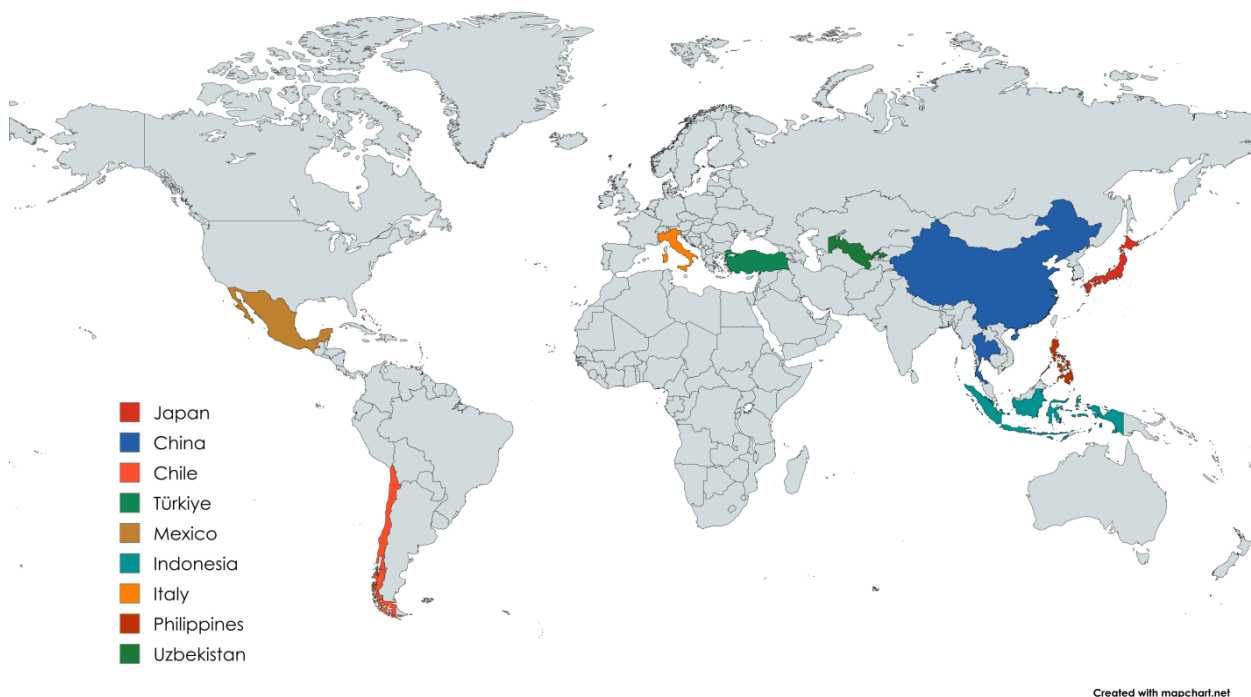 Japan
China
Chile
Türkiye
Mexico
Indonesia
Italy
Philippines
Uzbekistan
Created with mapchart.net